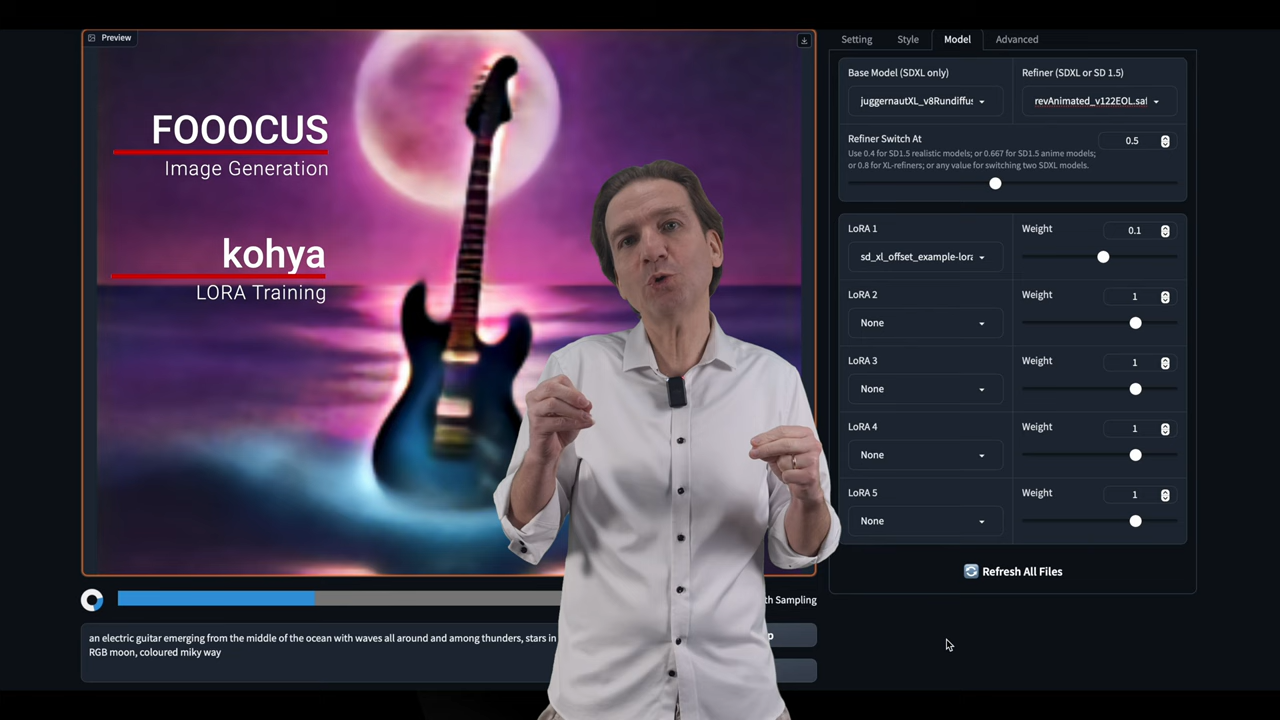 Preview
FOOOCUS
Image Generation
kohya
LORA Training
th Sampling
an electric guitar emerging from the middle of the ocean with waves all around and among thunders, stars in
RGB moon, coloured miky way
Setting
Style
Model
Advanced
Base Model (SDXL only)
Refiner (SDXL or SD 1.5)
juggernautXL_v8Rundiffus
revAnimated_v122EOL.saf
Refiner Switch At
0.5
Use 0.4 for SD1.5 realistic models; or 0.667 for SD1.5 anime models;
or 0.8 for XL-refiners; or any value for switching two SDXL models.
LoRA 1
Weight
0.1
sd_xl_offset_example-lora
LoRA 2
Weight
1
None
LoRA 3
Weight
1
None
LoRA 4
Weight
1
None
LoRA 5
Weight
1
None
Refresh All Files